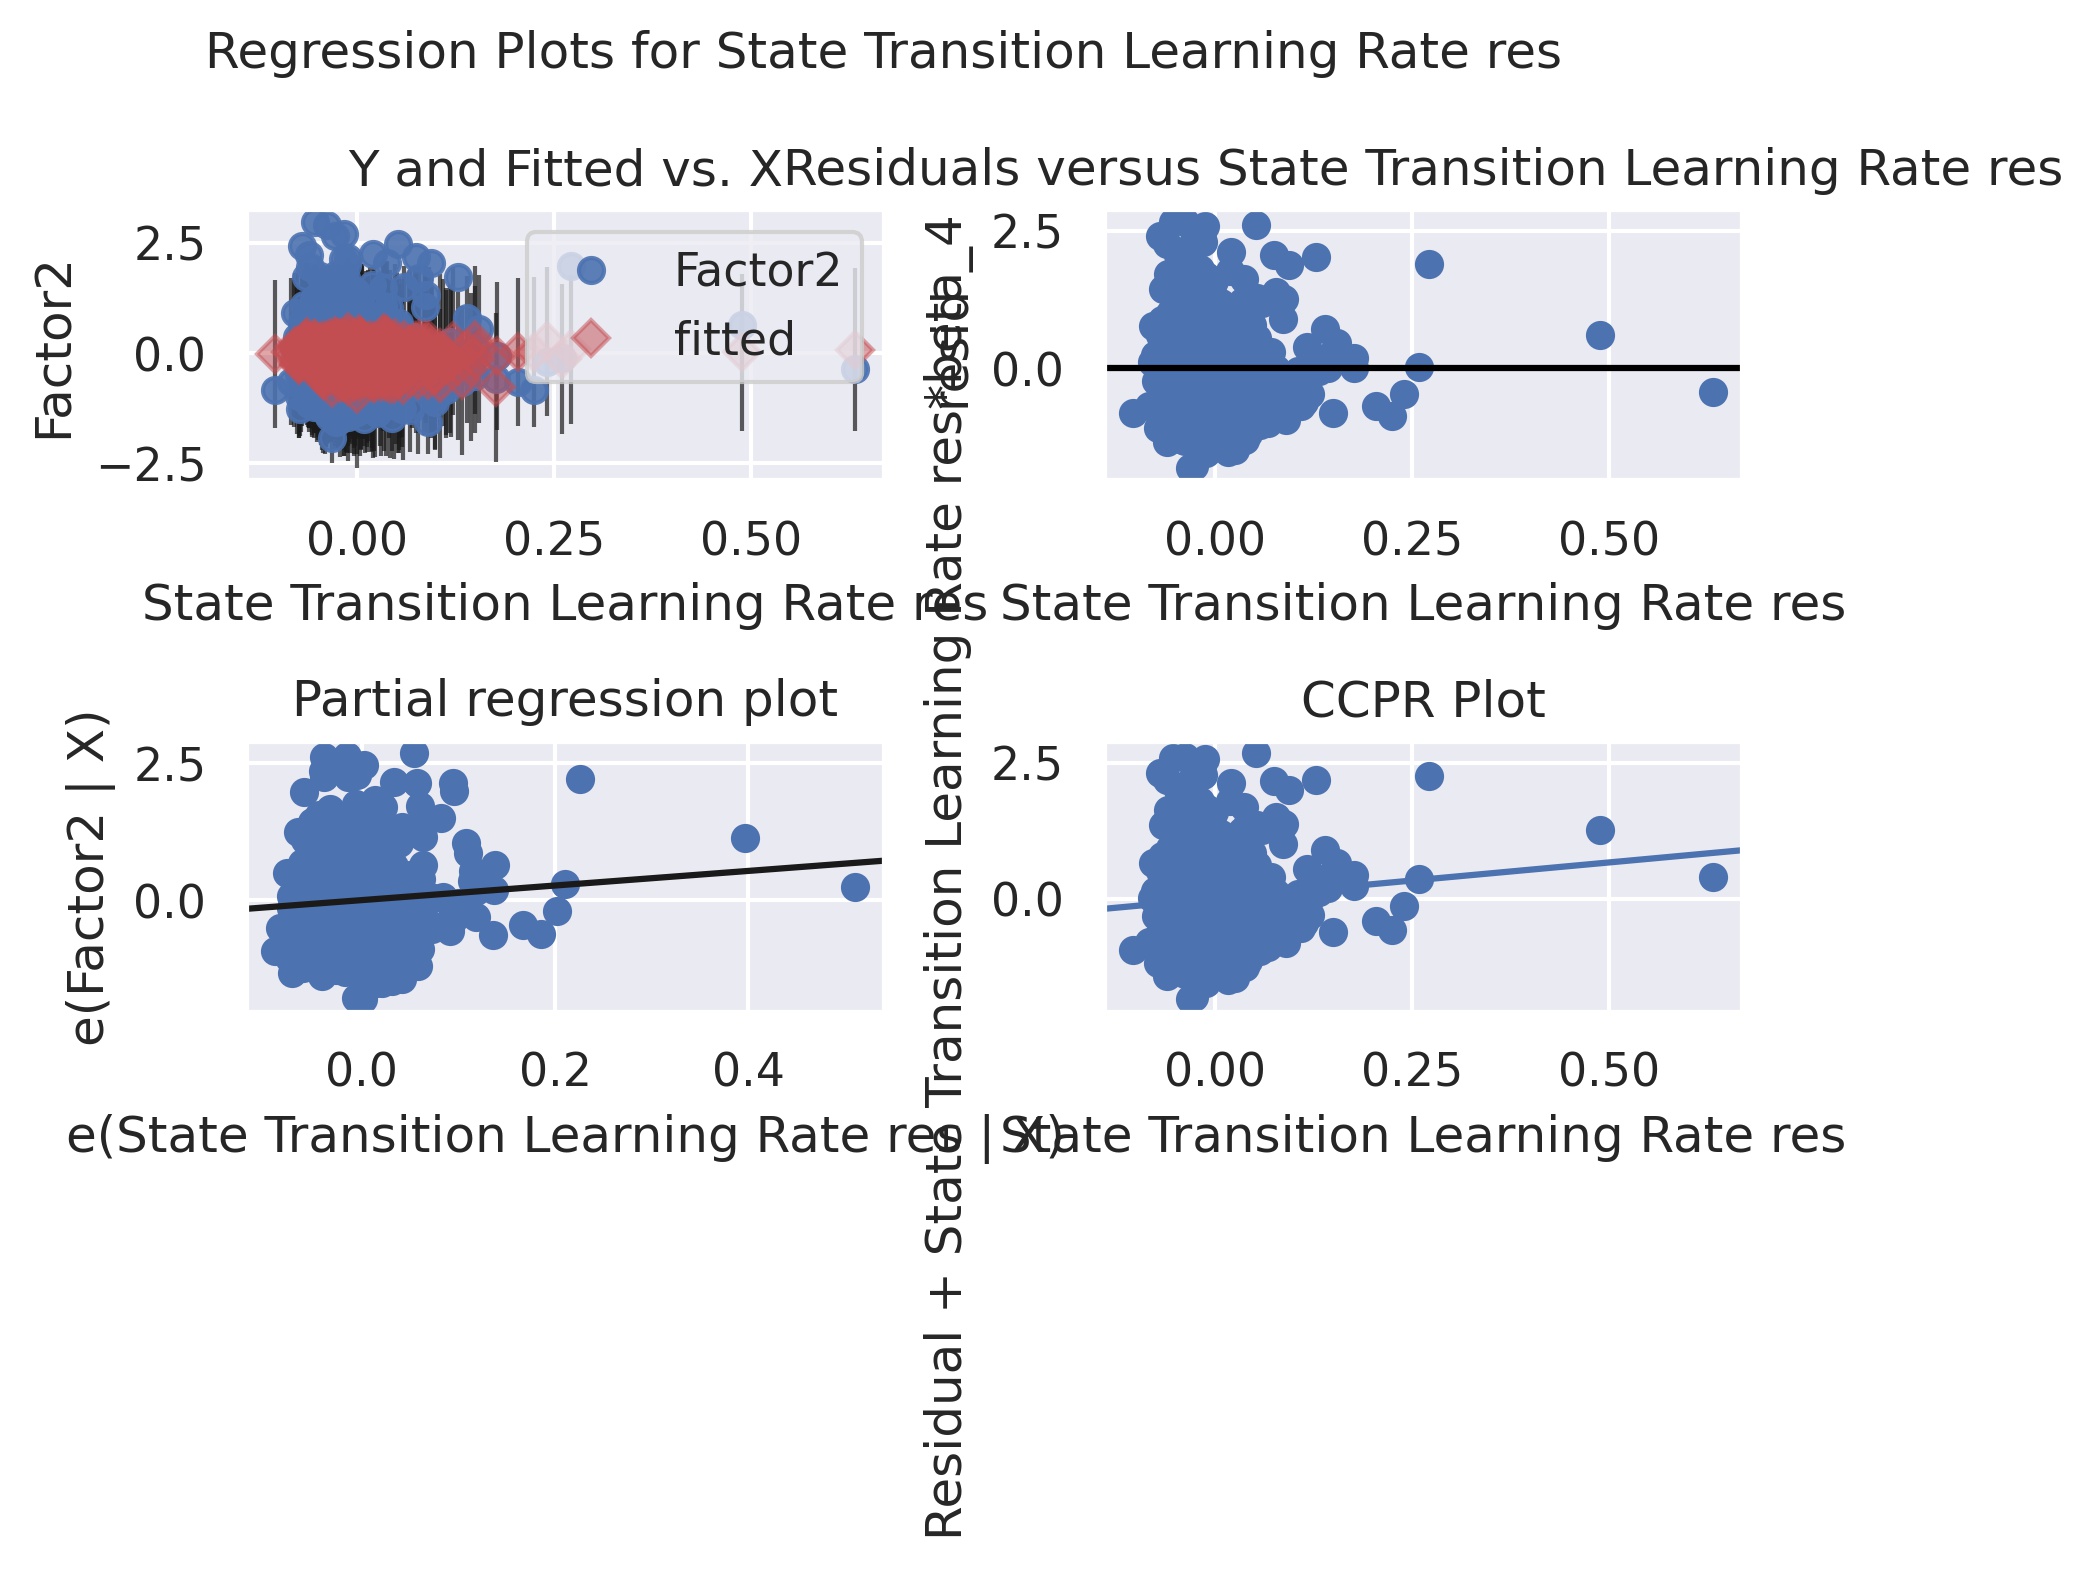 Regression Plots for State Transition Learning Rate res
Y and Fitted vs. X
Factor2
2.5
0.0
−2.5
Factor2
fitted
0.00 0.25 0.50
State Transition Learning Rate res
Residuals versus State Transition Learning Rate res
resid
2.5
0.0
0.00 0.25 0.50
State Transition Learning Rate res
Partial regression plot
e(Factor2 | X)
2.5
0.0
0.0 0.2 0.4
e(State Transition Learning Rate res | X)
CCPR Plot
Residual + State Transition Learning Rate res*beta_4
2.5
0.0
0.00 0.25 0.50
State Transition Learning Rate res